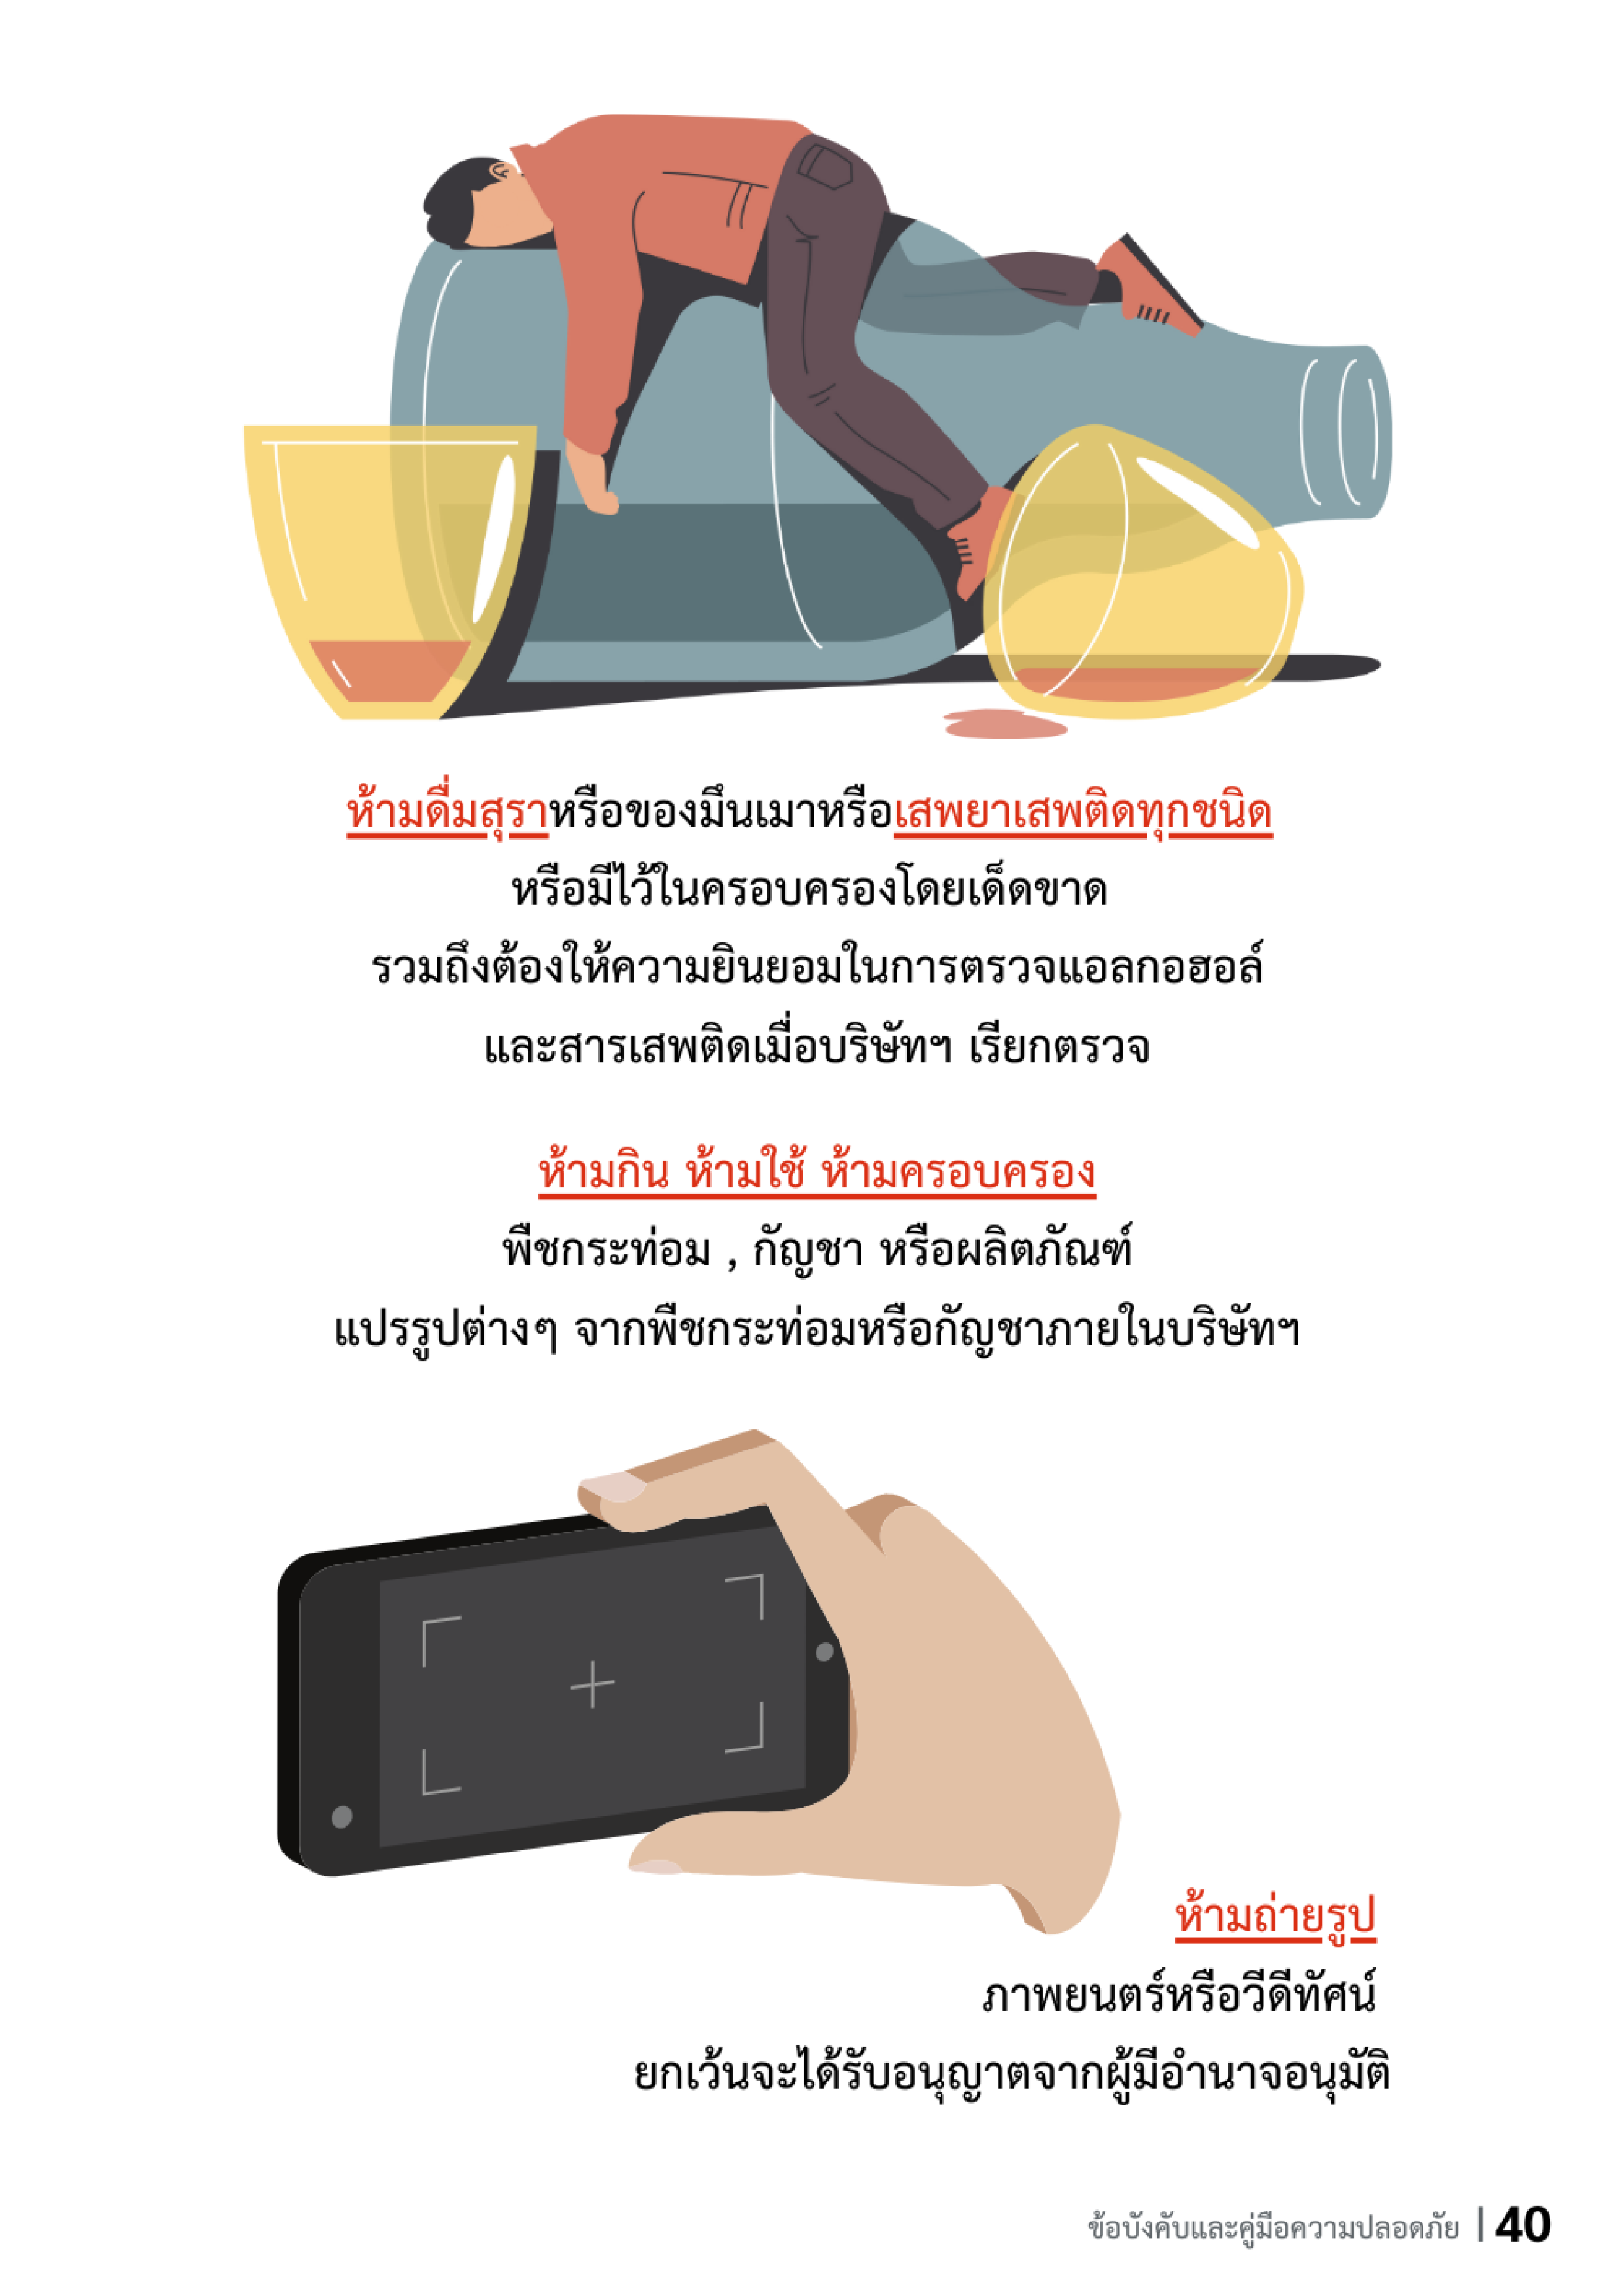 ห้ามดื่มสุราหรือของมึนเมาหรือเสพยาเสพติดทุกชนิด
หรือมีไว้ในครอบครองโดยเด็ดขาด
รวมถึงต้องให้ความยินยอมในการตรวจแอลกอฮอล์
และสารเสพติดเมื่อบริษัทฯ เรียกตรวจ
ห้ามกิน ห้ามใช้ ห้ามครอบครอง
พืชกระท่อม , กัญชา หรือผลิตภัณฑ์
แปรรูปต่างๆ จากพืชกระท่อมหรือกัญชาภายในบริษัทฯ
ห้ามถ่ายรูป
ภาพยนตร์หรือวีดีทัศน์
ยกเว้นจะได้รับอนุญาตจากผู้มีอำนาจอนุมัติ
ข้อบังคับและคู่มือความปลอดภัย | 40